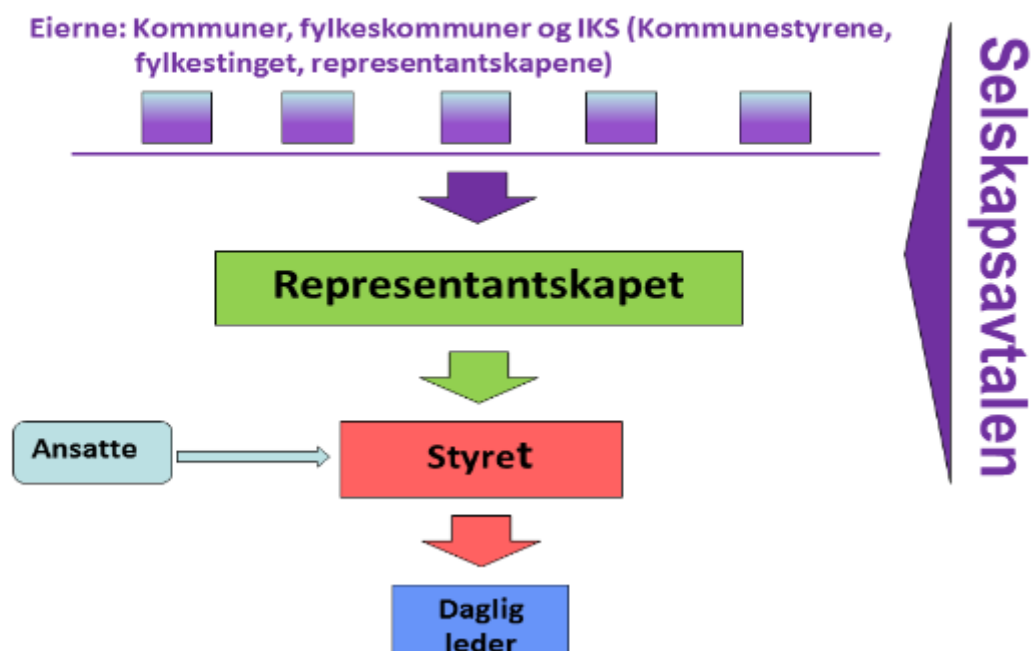 Eierne: Kommuner, fylkeskommuner og IKS (Kommunestyrene,
fylkestinget, representantskapene)
Representantskapet
Ansatte
Styret
Daglig
leder
Selskapsavtalen